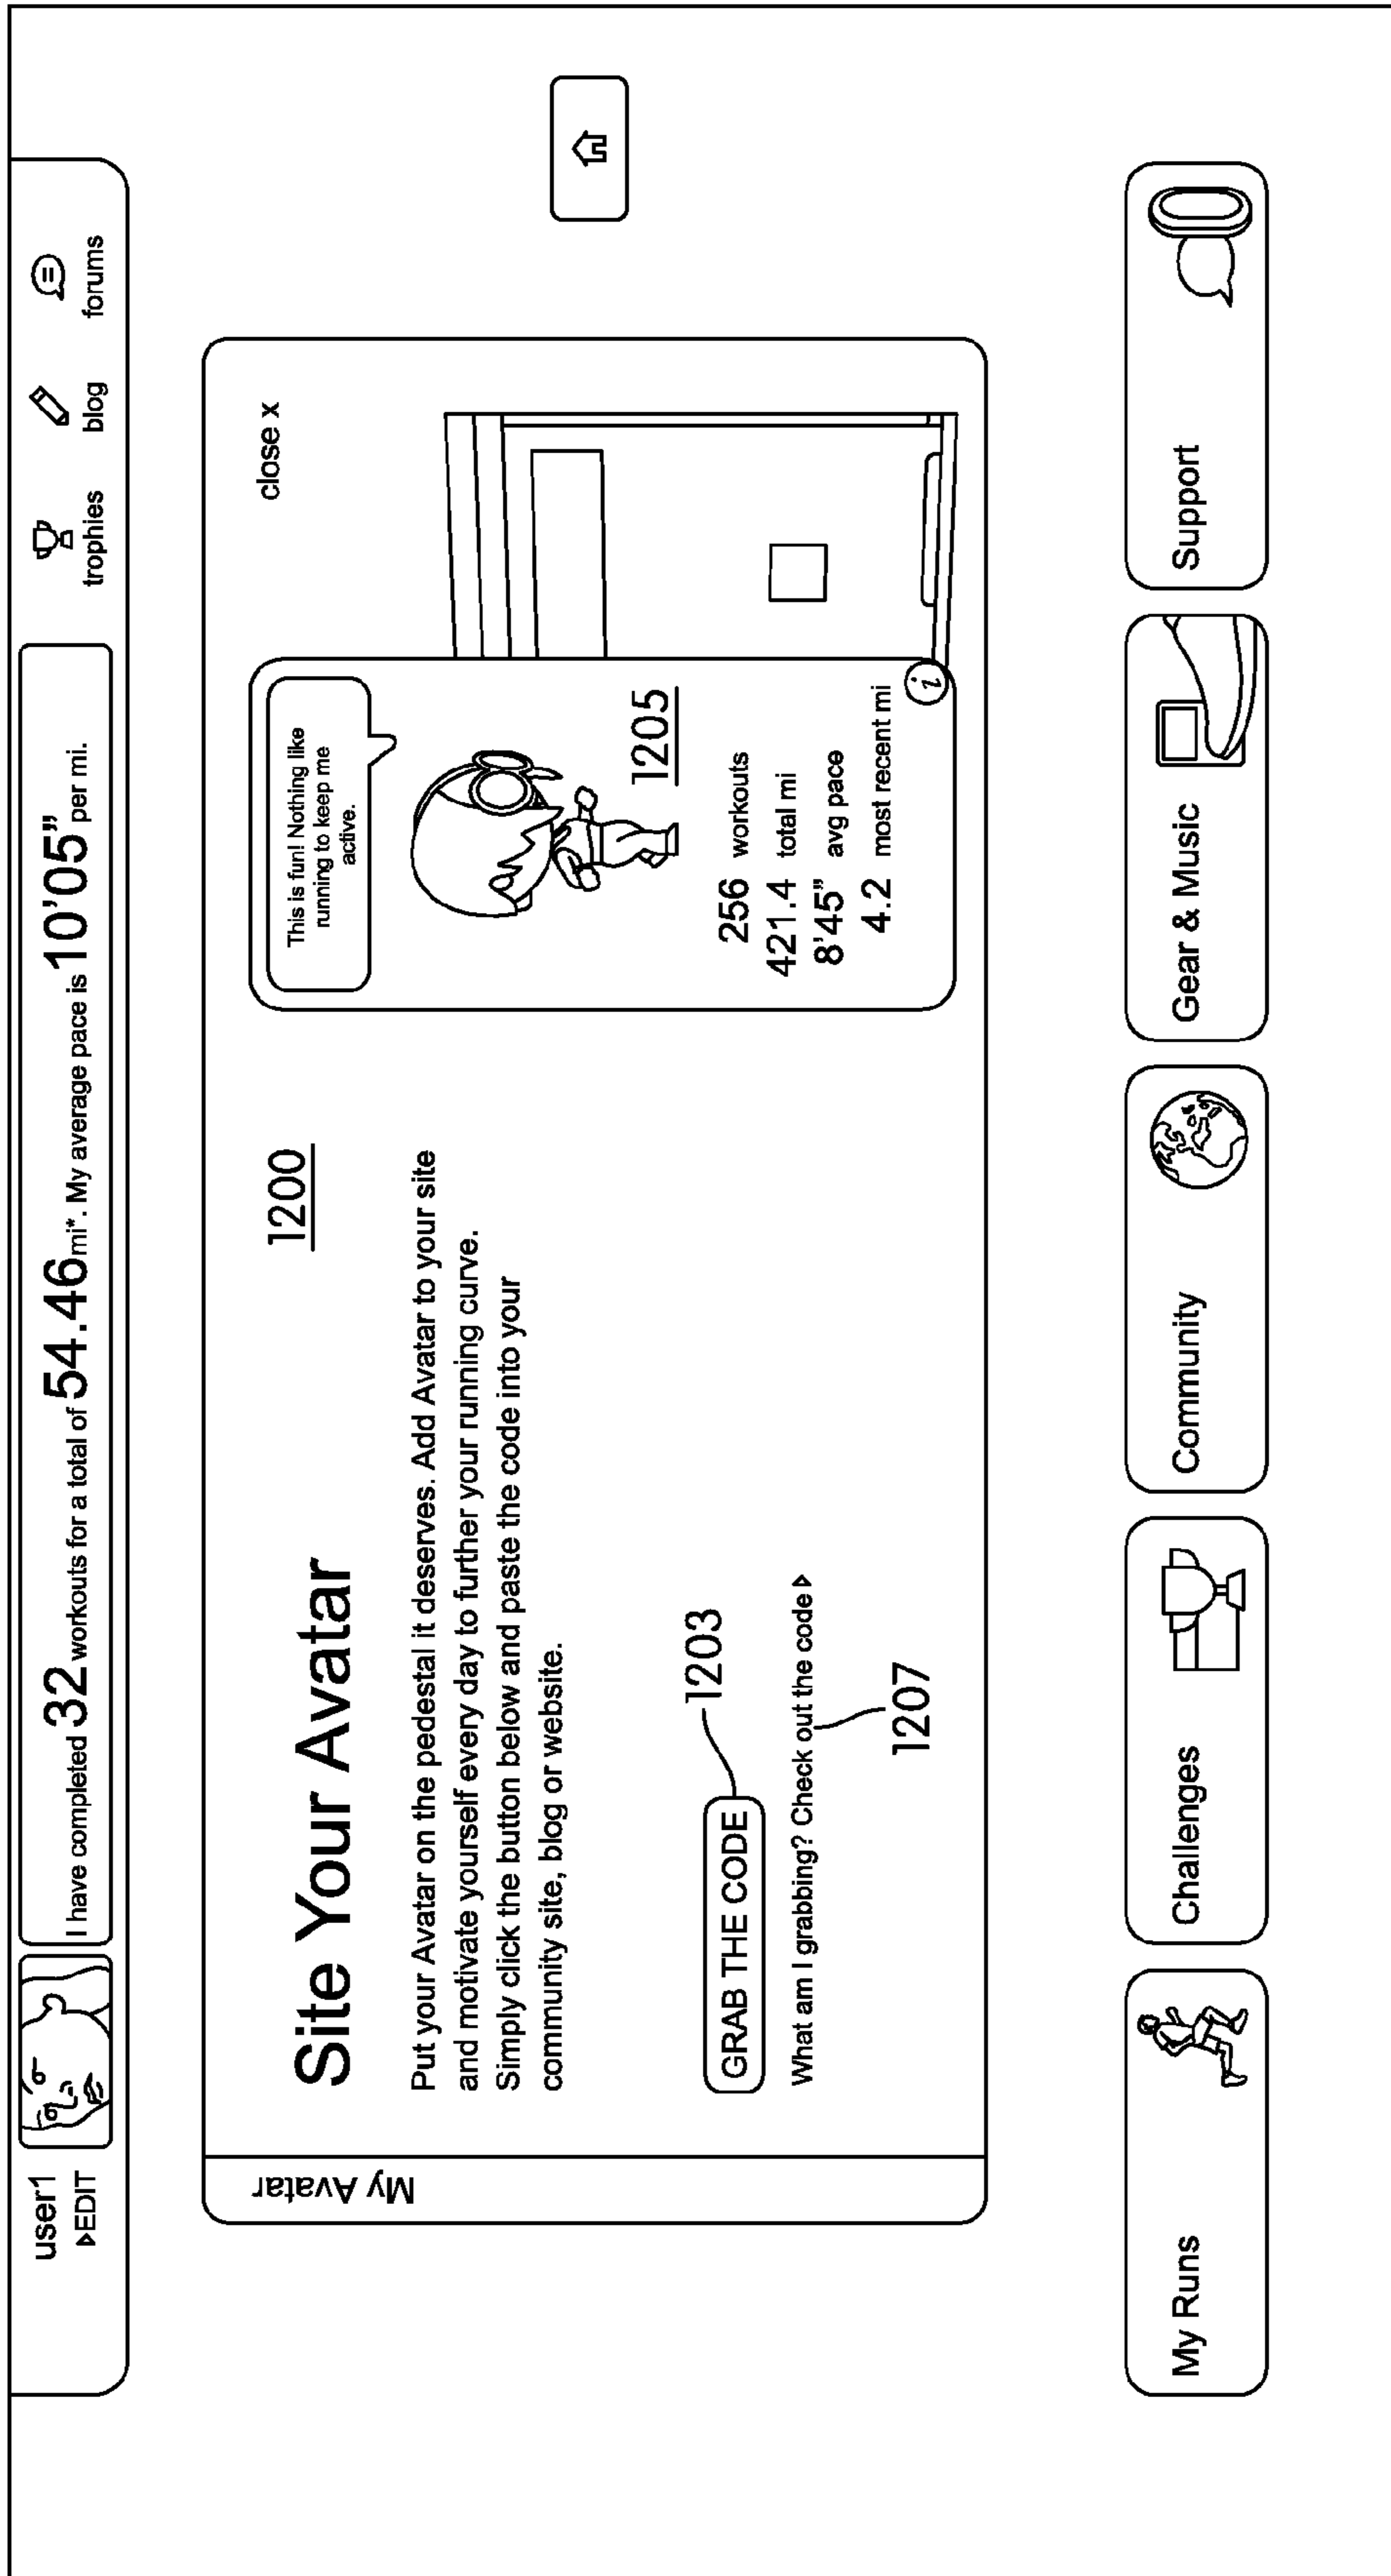 user1
▹EDIT
I have completed 32 workouts for a total of 54.46 mi*. My average pace is 10'05" per mi.
trophies
blog
forums
My Avatar
Site Your Avatar
1200
Put your Avatar on the pedestal it deserves. Add Avatar to your site
and motivate yourself every day to further your running curve.
Simply click the button below and paste the code into your
community site, blog or website.
GRAB THE CODE
1203
What am I grabbing? Check out the code ▹
1207
close x
This is fun! Nothing like
running to keep me
active.
1205
256 workouts
421.4 total mi
8'45" avg pace
4.2 most recent mi
i
My Runs
Challenges
Community
Gear & Music
Support